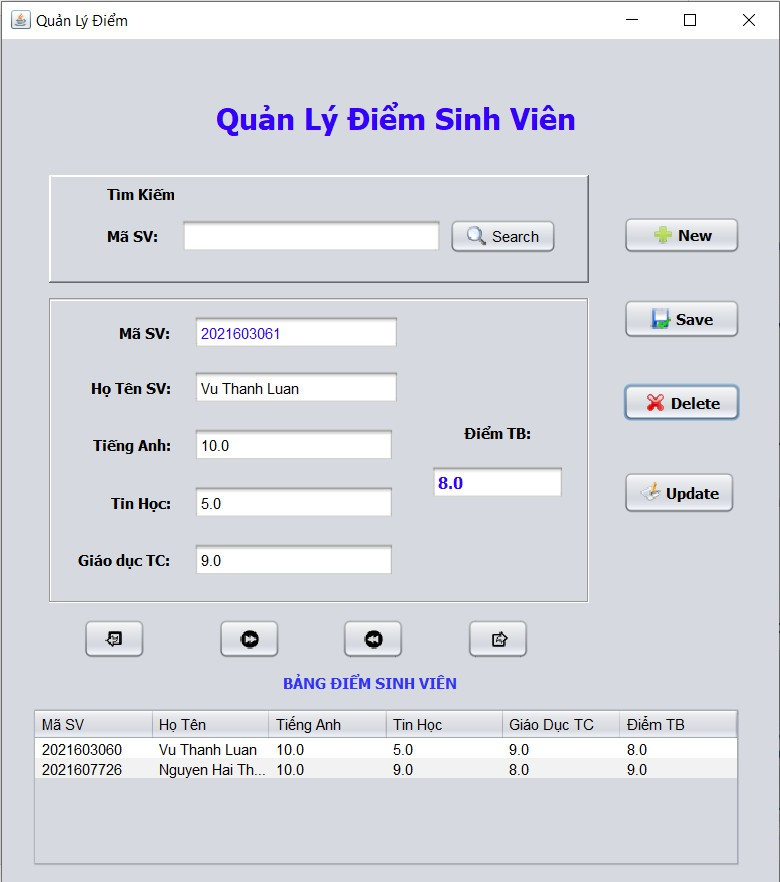 Quản Lý Điểm
Quản Lý Điểm Sinh Viên
Tìm Kiếm
Mã SV:
Search
New
Mã SV: 2021603061
Save
Họ Tên SV: Vu Thanh Luan
Delete
Tiếng Anh: 10.0
Điểm TB:
8.0
Update
Tin Học: 5.0
Giáo dục TC: 9.0
BẢNG ĐIỂM SINH VIÊN
Mã SV Họ Tên Tiếng Anh Tin Học Giáo Dục TC Điểm TB
2021603060 Vu Thanh Luan 10.0 5.0 9.0 8.0
2021607726 Nguyen Hai Th... 10.0 9.0 8.0 9.0